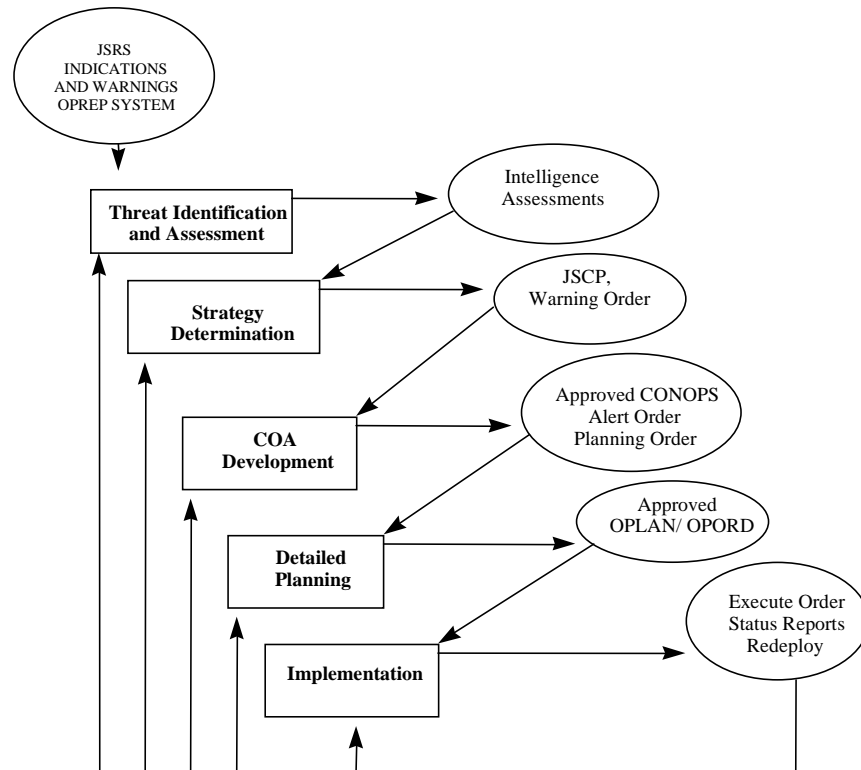 JSRS
INDICATIONS
AND WARNINGS
OPREP SYSTEM
Threat Identification
and Assessment
Intelligence
Assessments
Strategy
Determination
JSCP,
Warning Order
COA
Development
Approved CONOPS
Alert Order
Planning Order
Detailed
Planning
Approved
OPLAN/ OPORD
Implementation
Execute Order
Status Reports
Redeploy